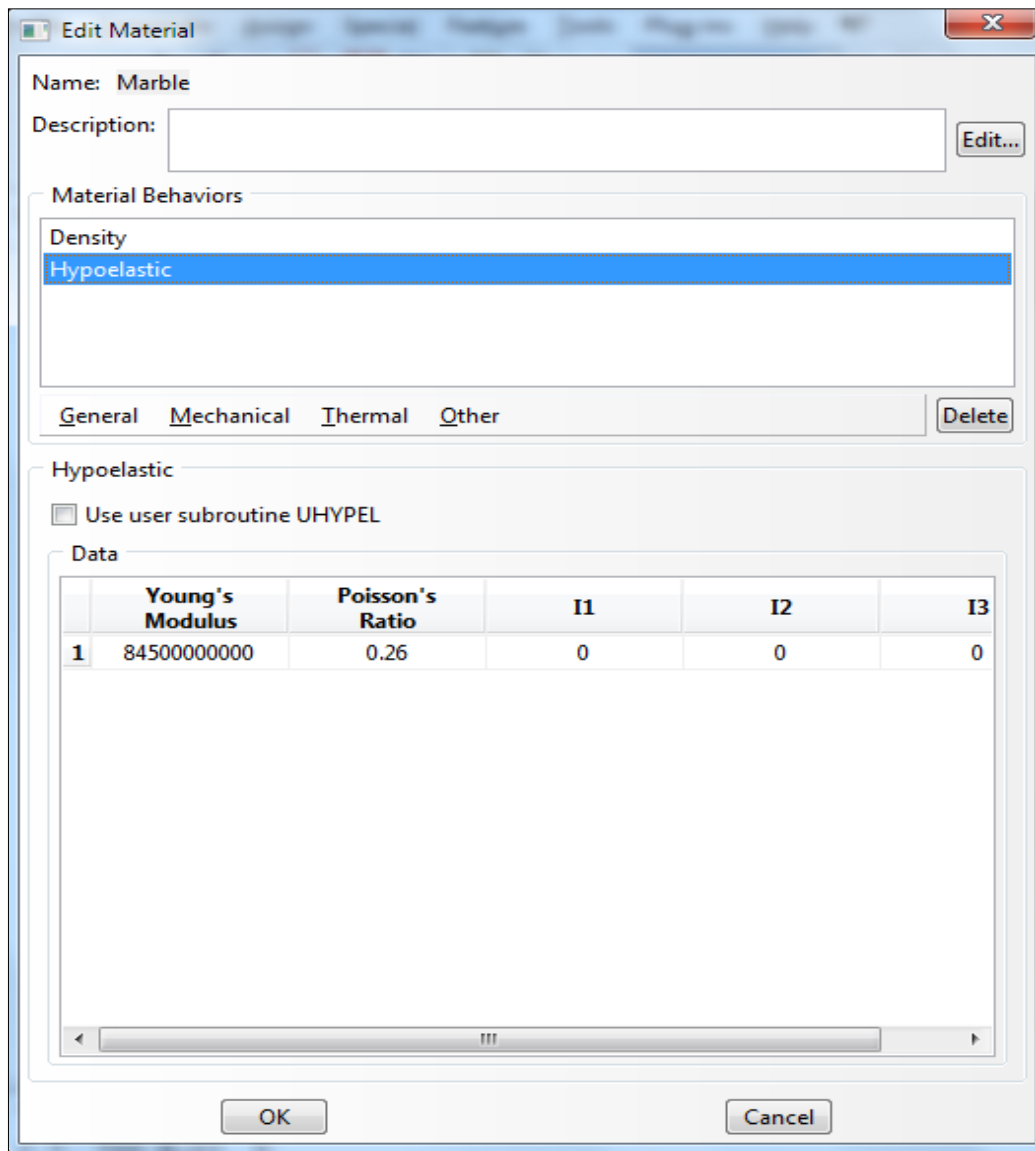 Edit Material
Name: Marble
Description:
Edit...
Material Behaviors
Density
Hypoelastic
General Mechanical Thermal Other Delete
Hypoelastic
Use user subroutine UHYPEL
Data
Young's Modulus Poisson's Ratio I1 I2 I3
1 84500000000 0.26 0 0 0
OK Cancel